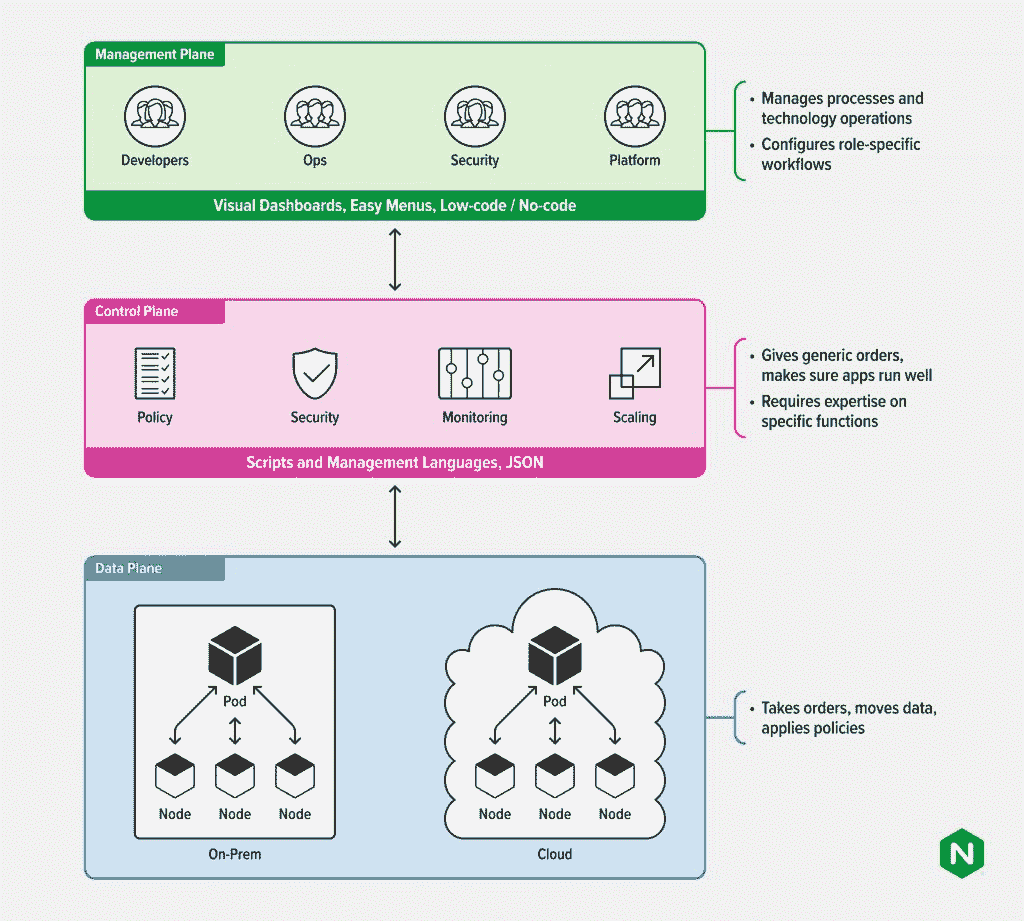 Management Plane
Developers
Ops
Security
Platform
Visual Dashboards, Easy Menus, Low-code / No-code
• Manages processes and
technology operations
• Configures role-specific
workflows
Control Plane
Policy
Security
Monitoring
Scaling
Scripts and Management Languages, JSON
• Gives generic orders,
makes sure apps run well
• Requires expertise on
specific functions
Data Plane
Pod
Node
Node
Node
On-Prem
Pod
Node
Node
Node
Cloud
• Takes orders, moves data,
applies policies
N